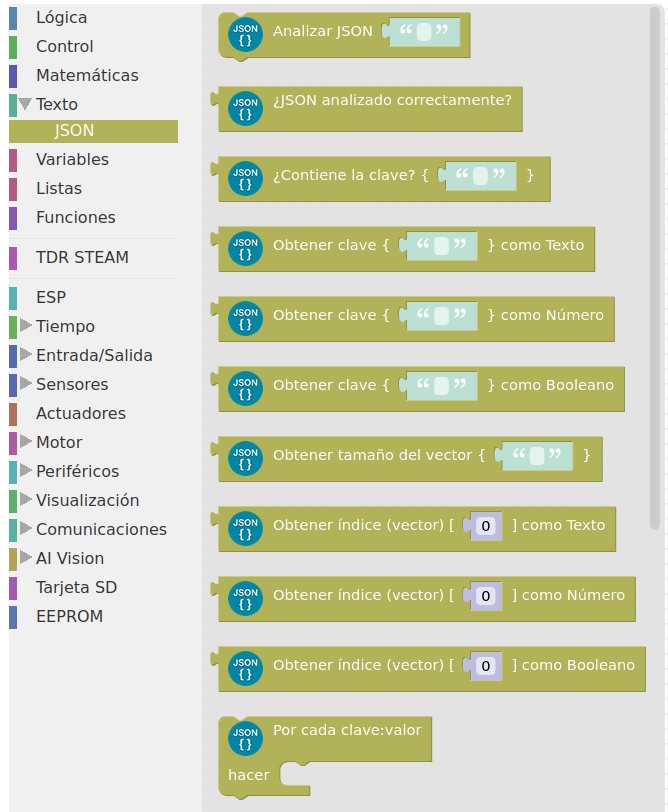 Lógica
Control
Matemáticas
Texto
JSON
Variables
Listas
Funciones
TDR STEAM
ESP
Tiempo
Entrada/Salida
Sensores
Actuadores
Motor
Periféricos
Visualización
Comunicaciones
AI Vision
Tarjeta SD
EEPROM
JSON { } Analizar JSON “ ”
JSON { } ¿JSON analizado correctamente?
JSON { } ¿Contiene la clave? { “ ” }
JSON { } Obtener clave { “ ” } como Texto
JSON { } Obtener clave { “ ” } como Número
JSON { } Obtener clave { “ ” } como Booleano
JSON { } Obtener tamaño del vector { “ ” }
JSON { } Obtener índice (vector) [ 0 ] como Texto
JSON { } Obtener índice (vector) [ 0 ] como Número
JSON { } Obtener índice (vector) [ 0 ] como Booleano
JSON { } Por cada clave:valor
hacer